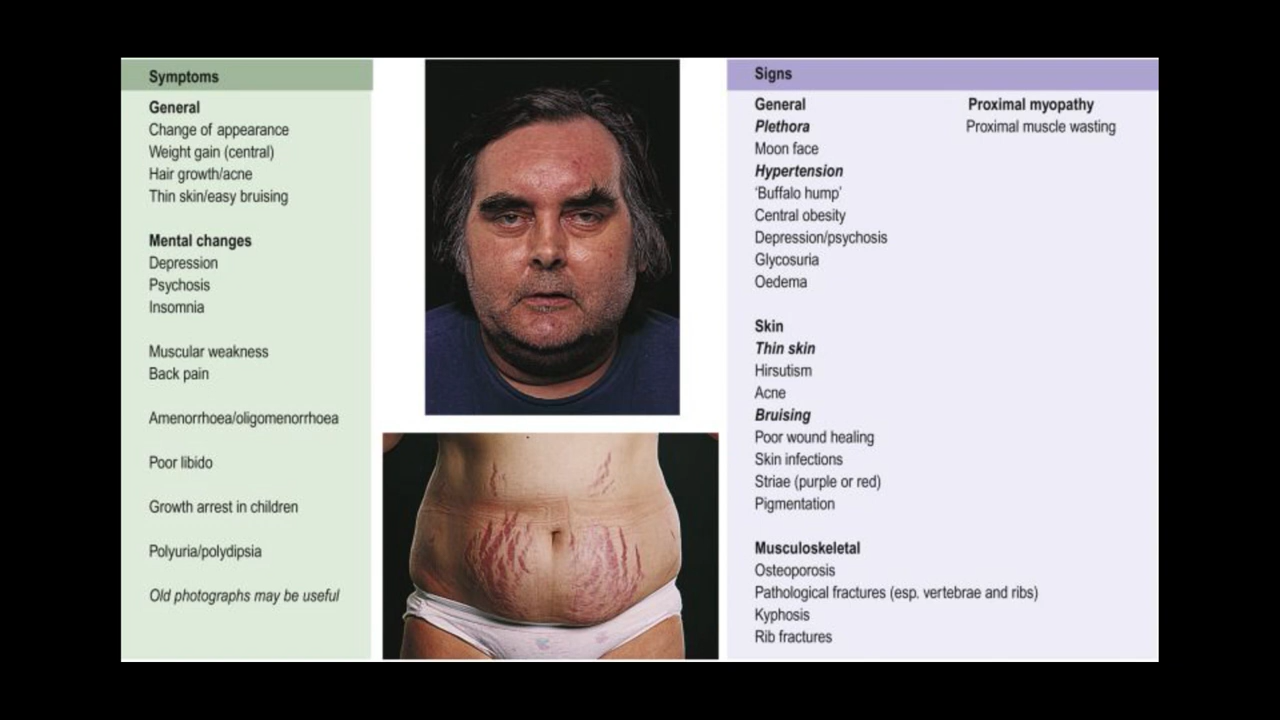 Symptoms
General
Change of appearance
Weight gain (central)
Hair growth/acne
Thin skin/easy bruising
Mental changes
Depression
Psychosis
Insomnia
Muscular weakness
Back pain
Amenorrhoea/oligomenorrhoea
Poor libido
Growth arrest in children
Polyuria/polydipsia
Old photographs may be useful
Signs
General
Plethora
Moon face
Hypertension
‘Buffalo hump’
Central obesity
Depression/psychosis
Glycosuria
Oedema
Skin
Thin skin
Hirsutism
Acne
Bruising
Poor wound healing
Skin infections
Striae (purple or red)
Pigmentation
Musculoskeletal
Osteoporosis
Pathological fractures (esp. vertebrae and ribs)
Kyphosis
Rib fractures
Proximal myopathy
Proximal muscle wasting